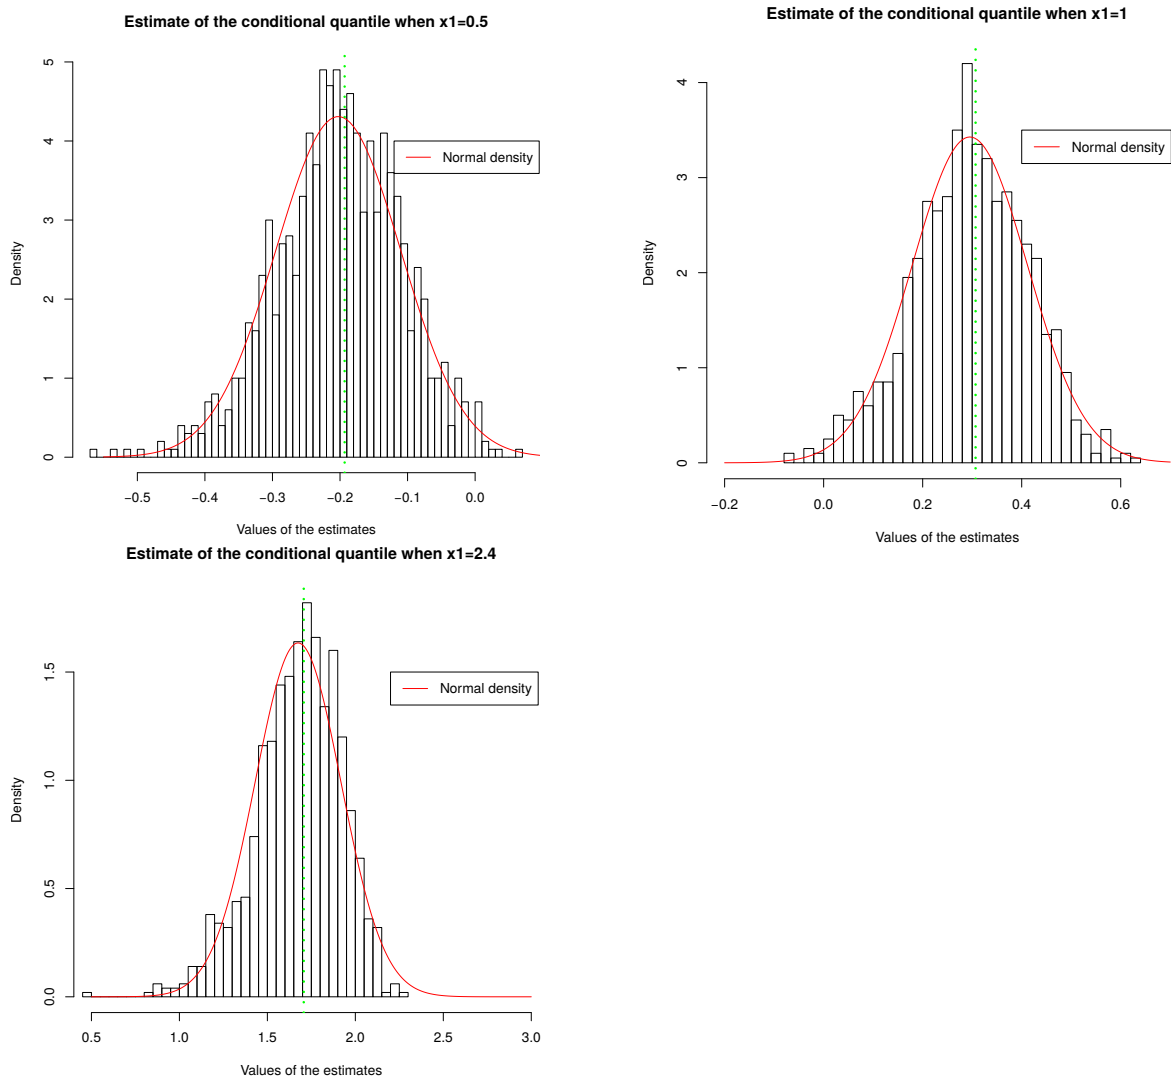 Estimate of the conditional quantile when x1=0.5
5
4
3
2
1
0
Density
Normal density
−0.5 −0.4 −0.3 −0.2 −0.1 0.0
Values of the estimates
Estimate of the conditional quantile when x1=1
4
3
2
1
0
Density
Normal density
−0.2 0.0 0.2 0.4 0.6
Values of the estimates
Estimate of the conditional quantile when x1=2.4
1.5
1.0
0.5
0.0
Density
Normal density
0.5 1.0 1.5 2.0 2.5 3.0
Values of the estimates